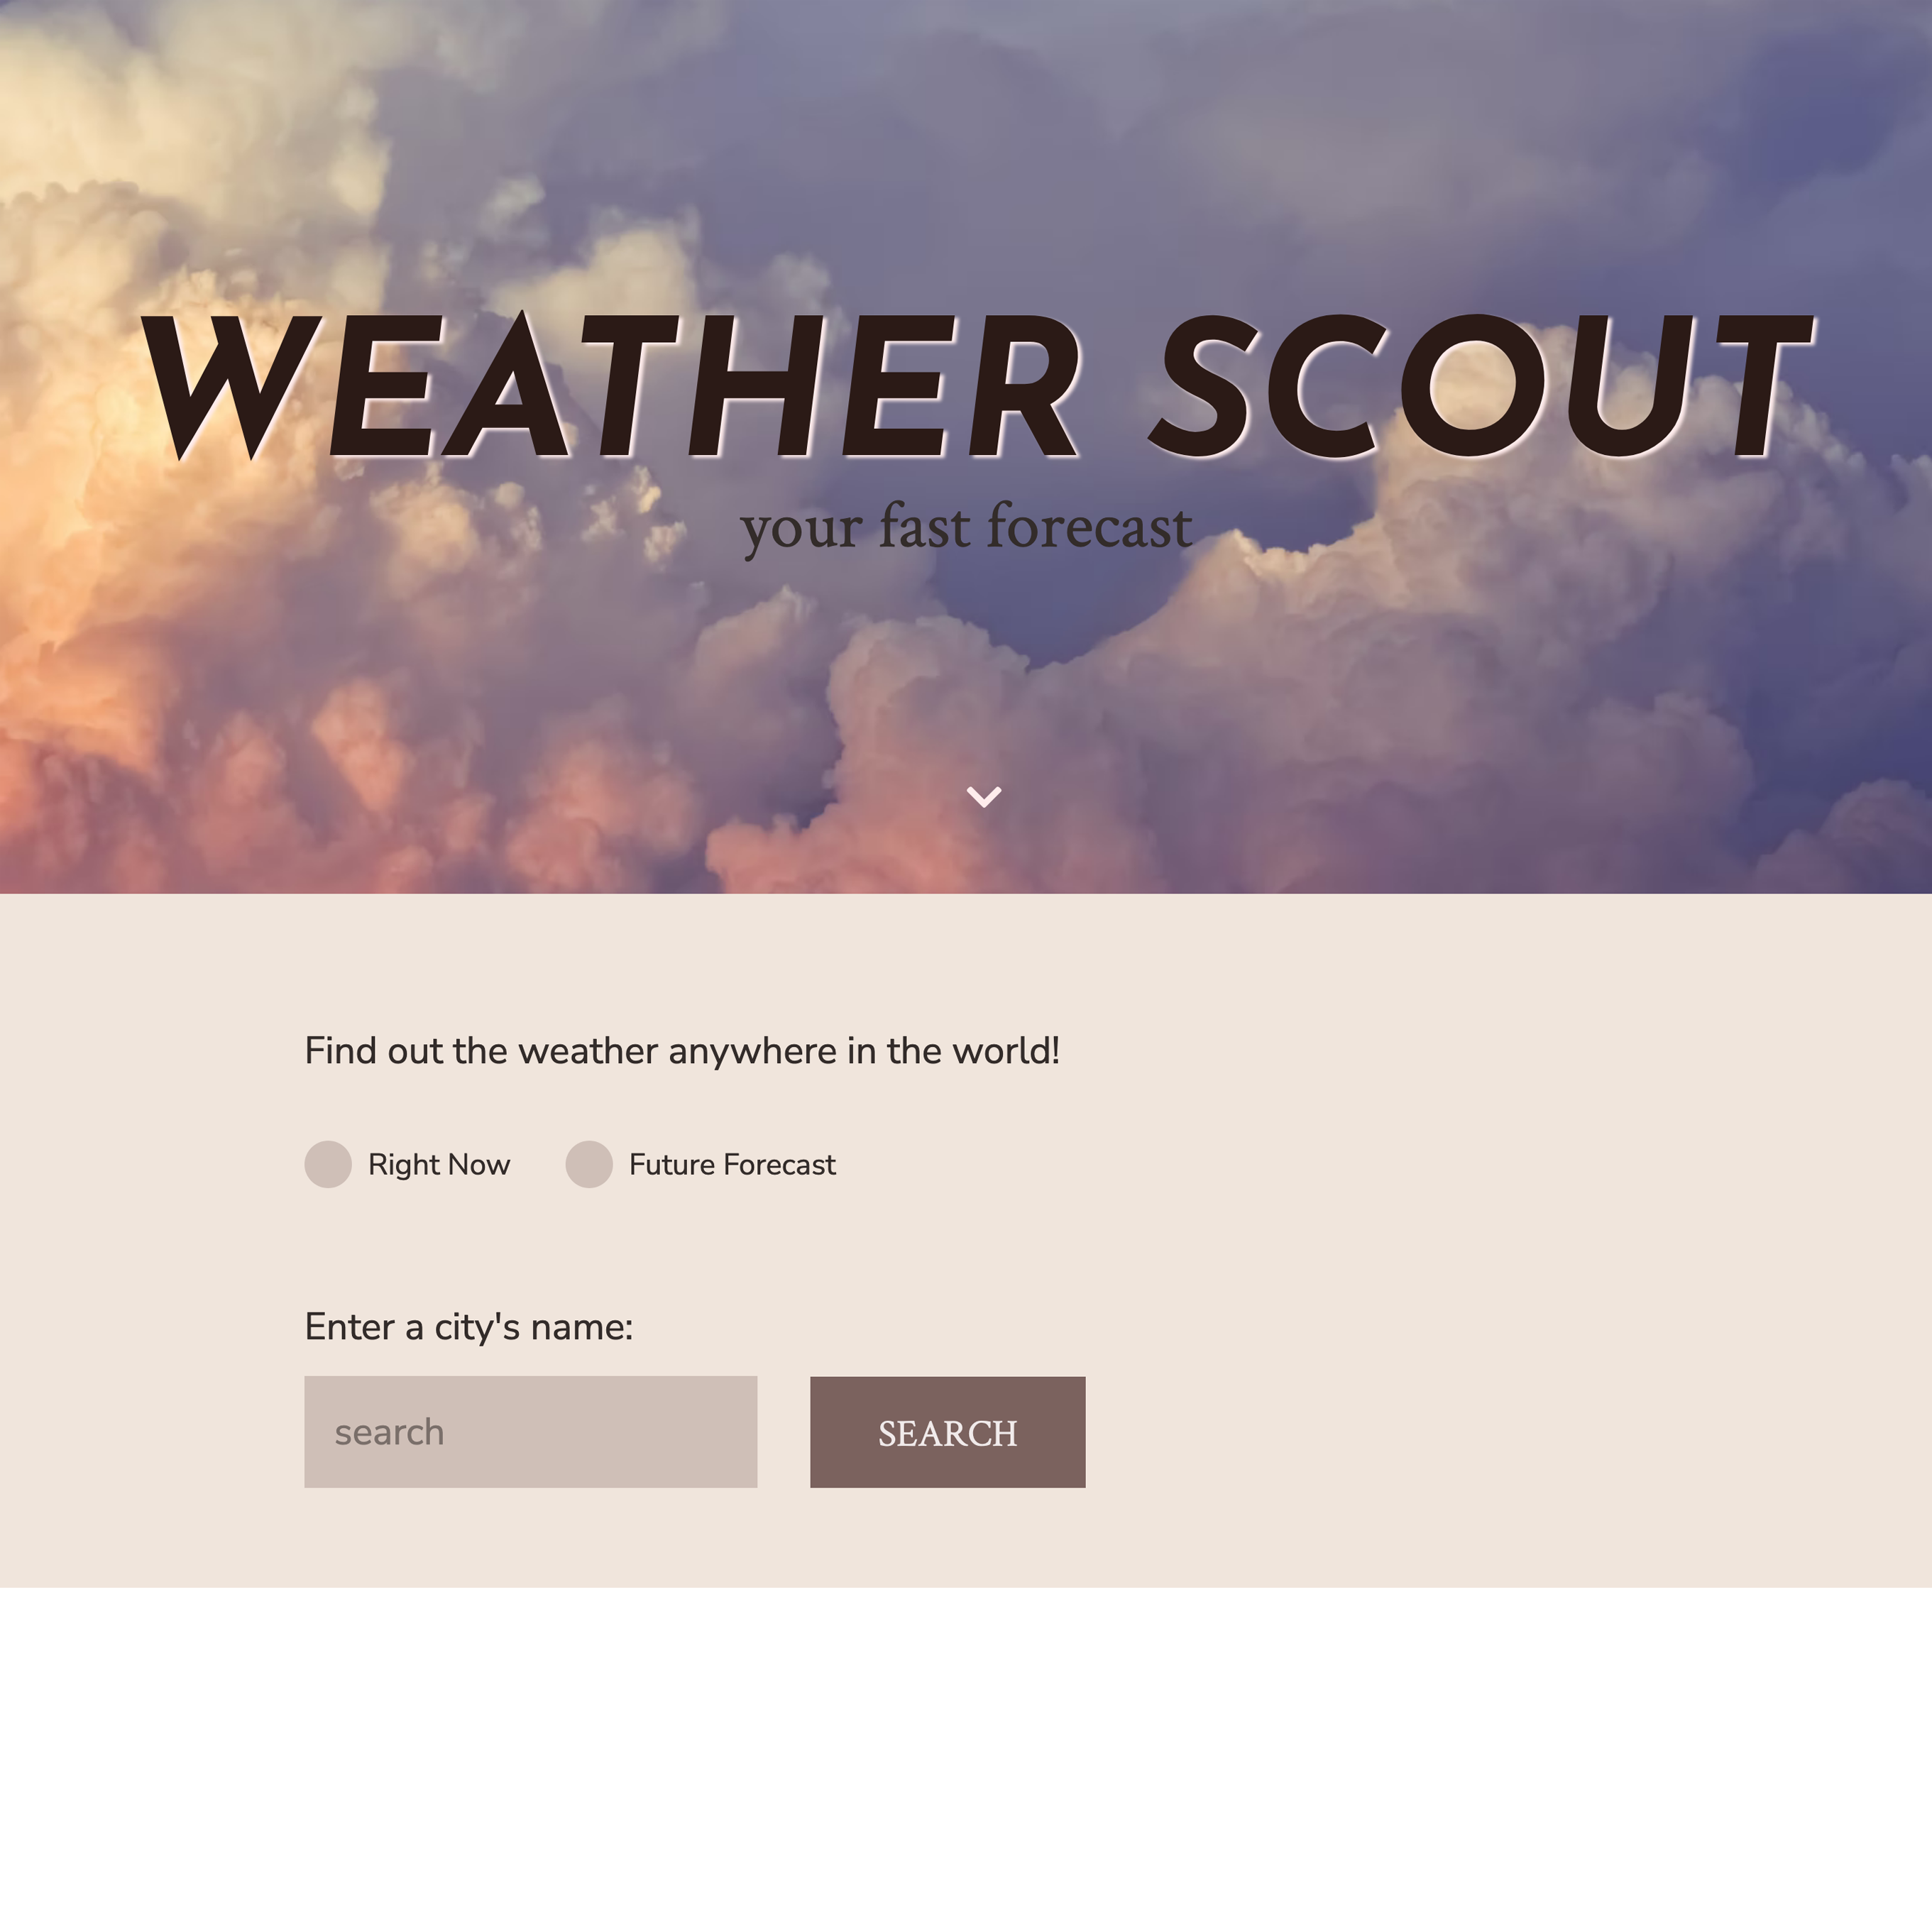 WEATHER SCOUT
your fast forecast
Find out the weather anywhere in the world!
Right Now Future Forecast
Enter a city's name:
search SEARCH